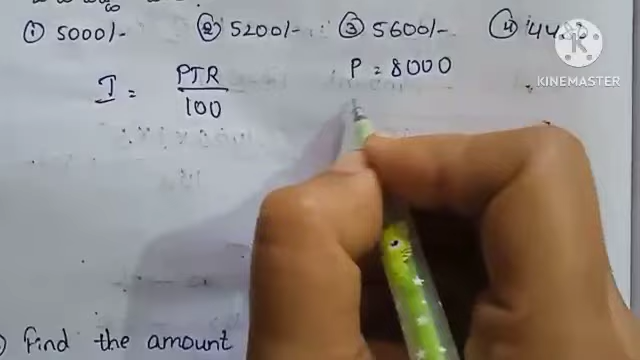 ① 5000/- ② 5200/- ③ 5600/- ④
I = PTR / 100
P = 8000
KINEMASTER
Find the amount